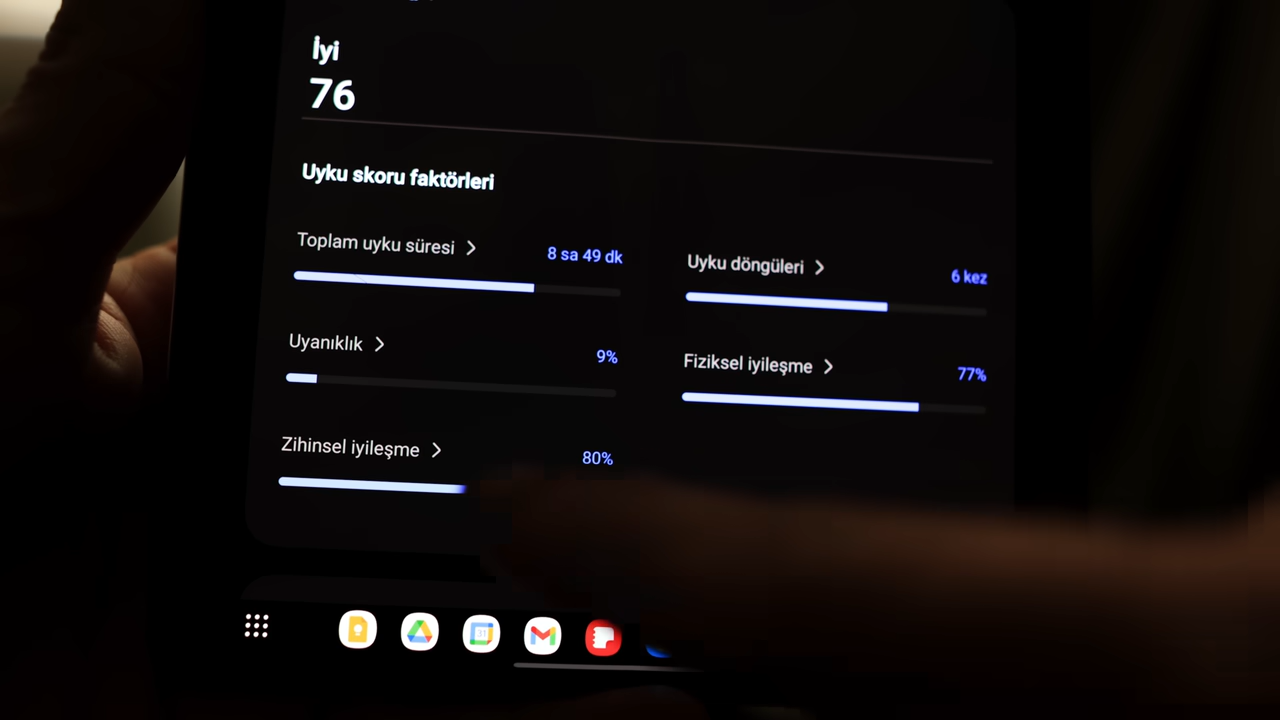 İyi
76
Uyku skoru faktörleri
Toplam uyku süresi
8 sa 49 dk
Uyku döngüleri
6 kez
Uyanıklık
9%
Fiziksel iyileşme
77%
Zihinsel iyileşme
80%
31